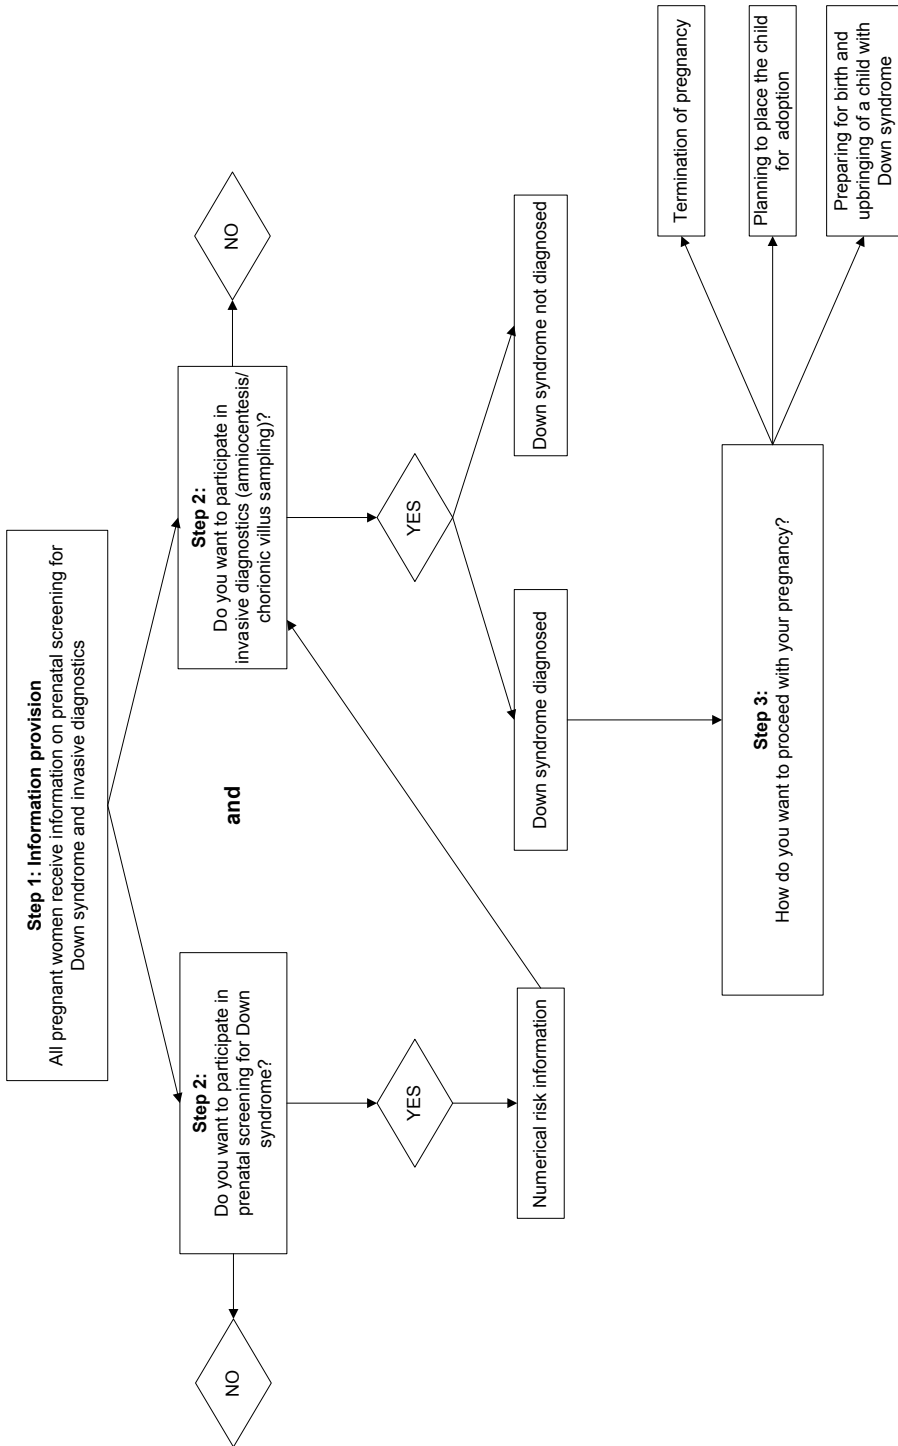 Step 1: Information provision
All pregnant women receive information on prenatal screening for
Down syndrome and invasive diagnostics
Step 2:
Do you want to participate in
prenatal screening for Down
syndrome?
and
Step 2:
Do you want to participate in
invasive diagnostics (amniocentesis/
chorionic villus sampling)?
NO
NO
YES
YES
Numerical risk information
Down syndrome diagnosed
Down syndrome not diagnosed
Step 3:
How do you want to proceed with your pregnancy?
Termination of pregnancy
Planning to place the child
for adoption
Preparing for birth and
upbringing of a child with
Down syndrome